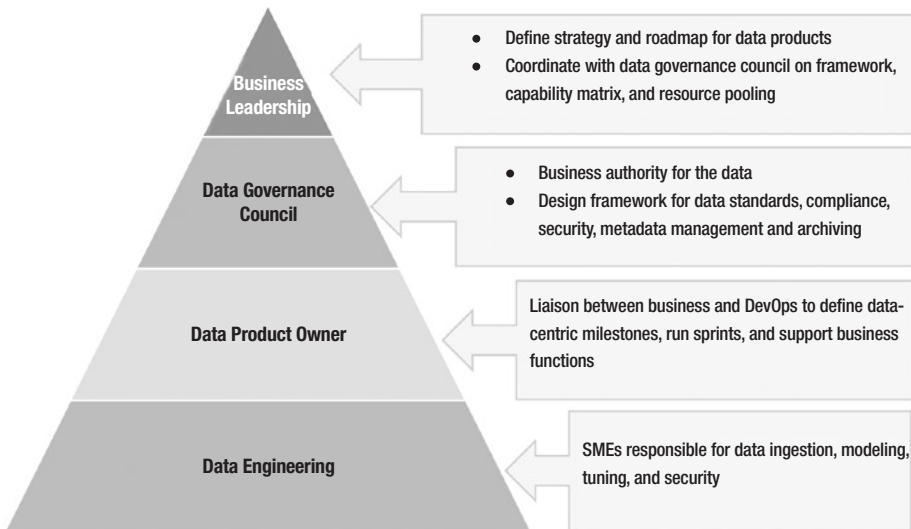 Business
Leadership
● Define strategy and roadmap for data products
● Coordinate with data governance council on framework,
capability matrix, and resource pooling
Data Governance
Council
● Business authority for the data
● Design framework for data standards, compliance,
security, metadata management and archiving
Data Product Owner
Liaison between business and DevOps to define data-
centric milestones, run sprints, and support business
functions
Data Engineering
SMEs responsible for data ingestion, modeling,
tuning, and security